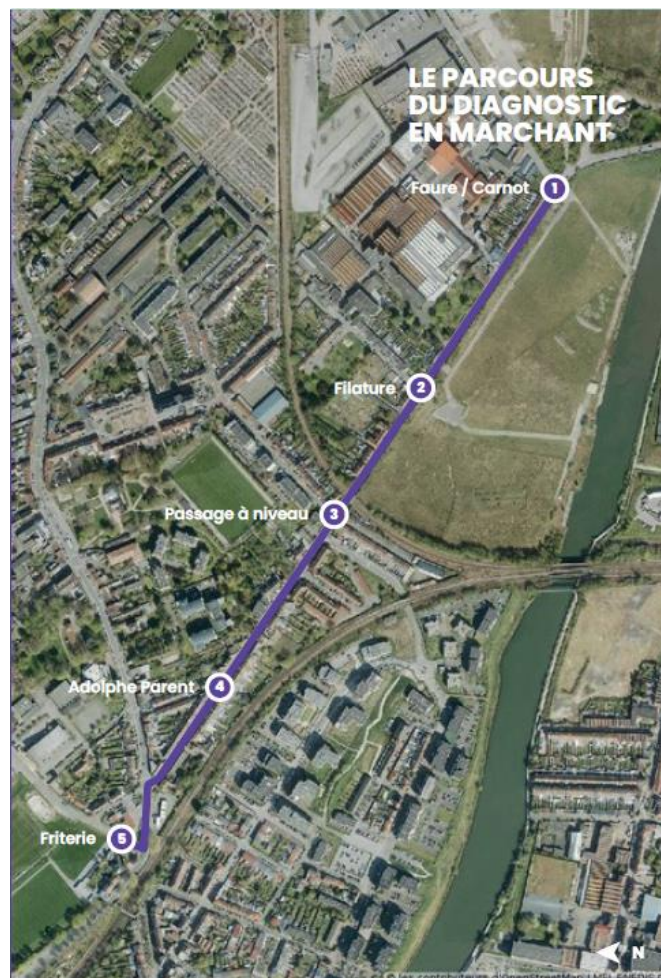 LE PARCOURS
DU DIAGNOSTIC
EN MARCHANT
Faure / Carnot 1
Filature 2
Passage à niveau 3
Adolphe Parent 4
Friterie 5
N